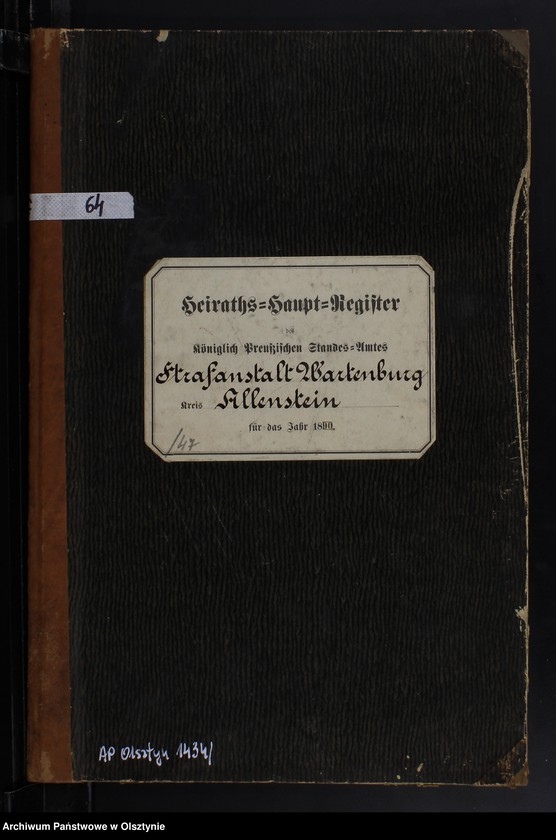 64
Heiraths=Haupt=Register
des
Königlich Preußischen Standes=Amtes
Strafanstalt Wartenburg
Kreis Allenstein
für das Jahr 1890.
/47
AP Olsztyn 1434/
Archiwum Państwowe w Olsztynie